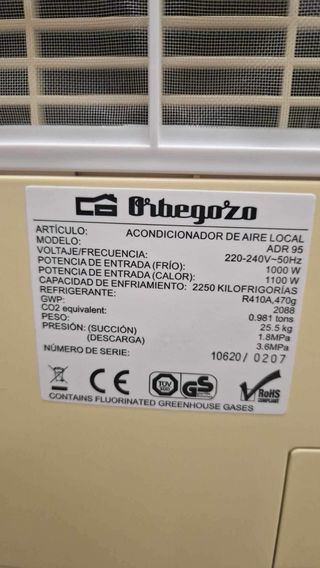 Orbegozo
ARTÍCULO: ACONDICIONADOR DE AIRE LOCAL
MODELO: ADR 95
VOLTAJE/FRECUENCIA: 220-240V~50Hz
POTENCIA DE ENTRADA (FRÍO): 1000 W
POTENCIA DE ENTRADA (CALOR): 1100 W
CAPACIDAD DE ENFRIAMIENTO: 2250 KILOFRIGORÍAS
REFRIGERANTE: R410A,470g
GWP: 2088
CO2 equivalent: 0.981 tons
PESO: 25.5 kg
PRESIÓN: (SUCCIÓN) 1.8MPa
(DESCARGA) 3.6MPa
NÚMERO DE SERIE: 10620/ 0207
CE TÜV GS RoHS
COMPLIANT
CONTAINS FLUORINATED GREENHOUSE GASES